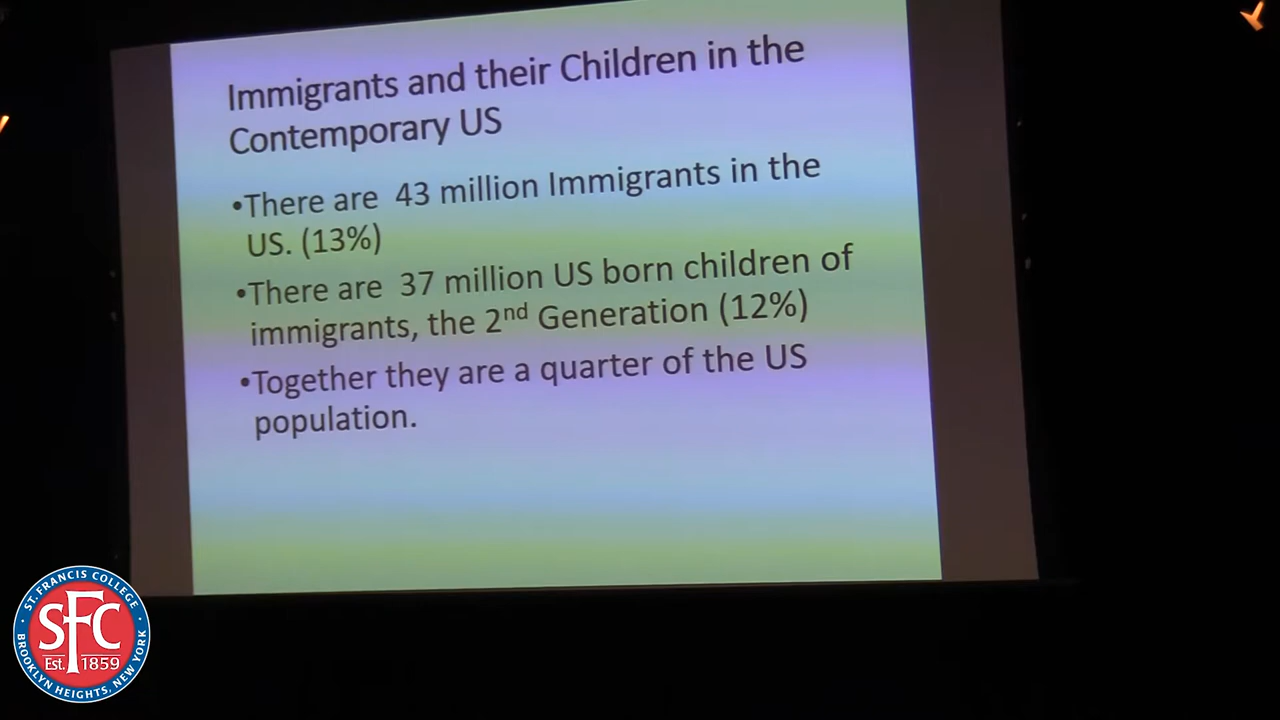 Immigrants and their Children in the
Contemporary US
•There are 43 million Immigrants in the
US. (13%)
•There are 37 million US born children of
immigrants, the 2nd Generation (12%)
•Together they are a quarter of the US
population.
ST. FRANCIS COLLEGE
SFC
Est. 1859
BROOKLYN HEIGHTS, NEW YORK